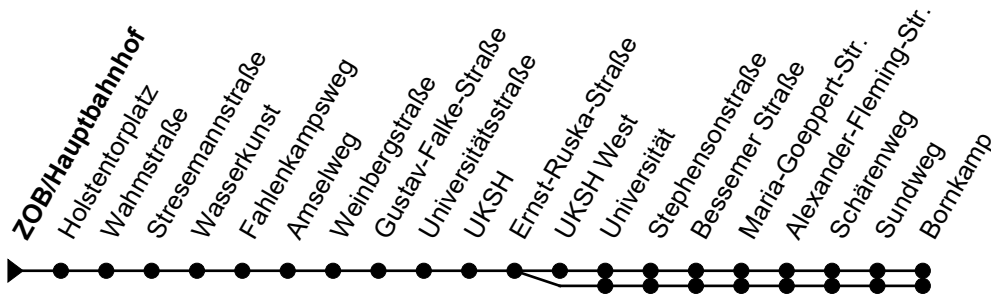 ZOB/Hauptbahnhof
Holstentorplatz
Wahmstraße
Stresemannstraße
Wasserkunst
Fahlenkampsweg
Amselweg
Weinbergstraße
Gustav-Falke-Straße
Universitätsstraße
UKSH
Ernst-Ruska-Straße
UKSH West
Universität
Stephensonstraße
Bessemer Straße
Maria-Goeppert-Str.
Alexander-Fleming-Str.
Schärenweg
Sundweg
Bornkamp